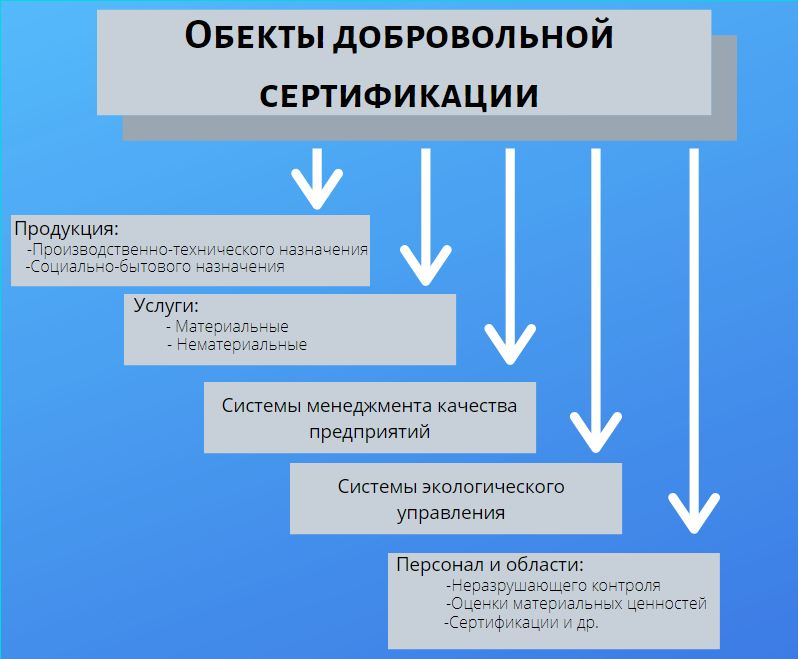 Обекты добровольной
сертификации
Продукция:
-Производственно-технического назначения
-Социально-бытового назначения
Услуги:
- Материальные
- Нематериальные
Системы менеджмента качества
предприятий
Системы экологического
управления
Персонал и области:
-Неразрушающего контроля
-Оценки материальных ценностей
-Сертификации и др.